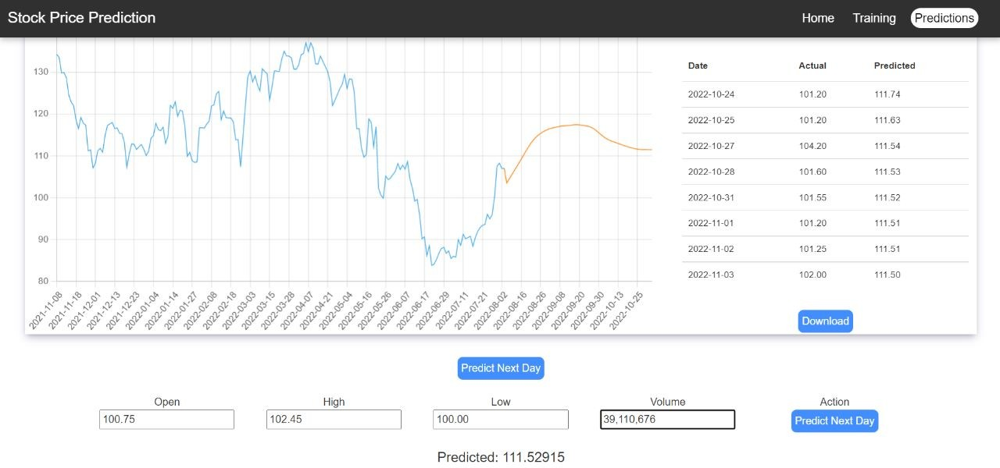 Stock Price Prediction Home Training Predictions
130
120
110
100
90
80
2021-11-08 2021-11-18 2021-12-01 2021-12-13 2021-12-23 2022-01-04 2022-01-14 2022-01-27 2022-02-08 2022-02-18 2022-03-03 2022-03-15 2022-03-28 2022-04-07 2022-04-21 2022-05-04 2022-05-16 2022-05-26 2022-06-07 2022-06-17 2022-06-29 2022-07-11 2022-07-21 2022-08-02 2022-08-16 2022-08-26 2022-09-08 2022-09-20 2022-09-30 2022-10-13 2022-10-25
Date Actual Predicted
2022-10-24 101.20 111.74
2022-10-25 101.20 111.63
2022-10-27 104.20 111.54
2022-10-28 101.60 111.53
2022-10-31 101.55 111.52
2022-11-01 101.20 111.51
2022-11-02 101.25 111.51
2022-11-03 102.00 111.50
Download
Predict Next Day
Open High Low Volume Action
100.75 102.45 100.00 39,110,676 Predict Next Day
Predicted: 111.52915